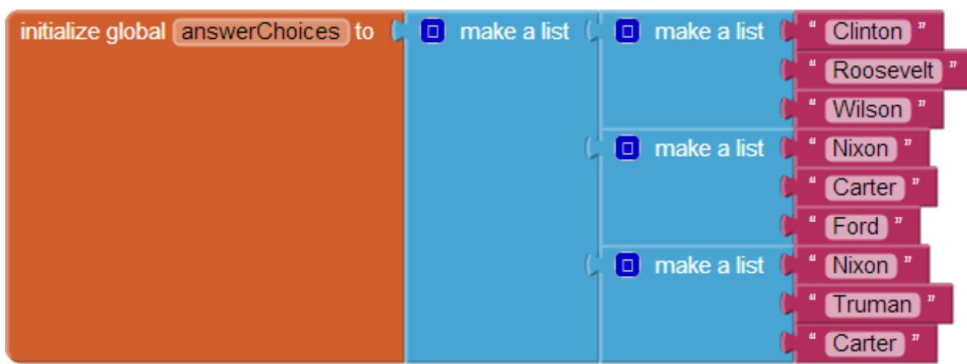 initialize global answerChoices to make a list make a list " Clinton "
" Roosevelt "
" Wilson "
make a list " Nixon "
" Carter "
" Ford "
make a list " Nixon "
" Truman "
" Carter "